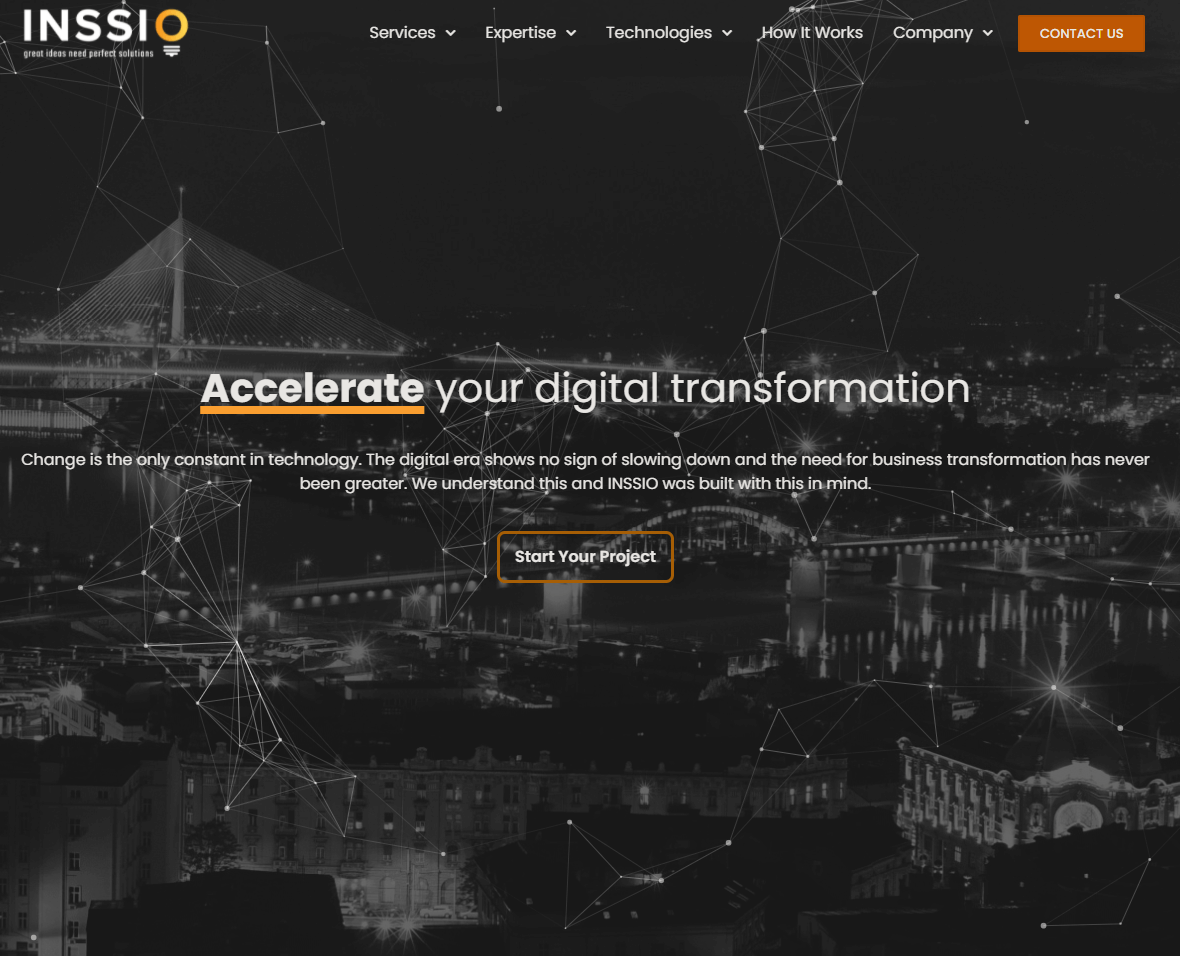 INSSIO
great ideas need perfect solutions
Services
Expertise
Technologies
How It Works
Company
CONTACT US
Accelerate your digital transformation
Change is the only constant in technology. The digital era shows no sign of slowing down and the need for business transformation has never
been greater. We understand this and INSSIO was built with this in mind.
Start Your Project